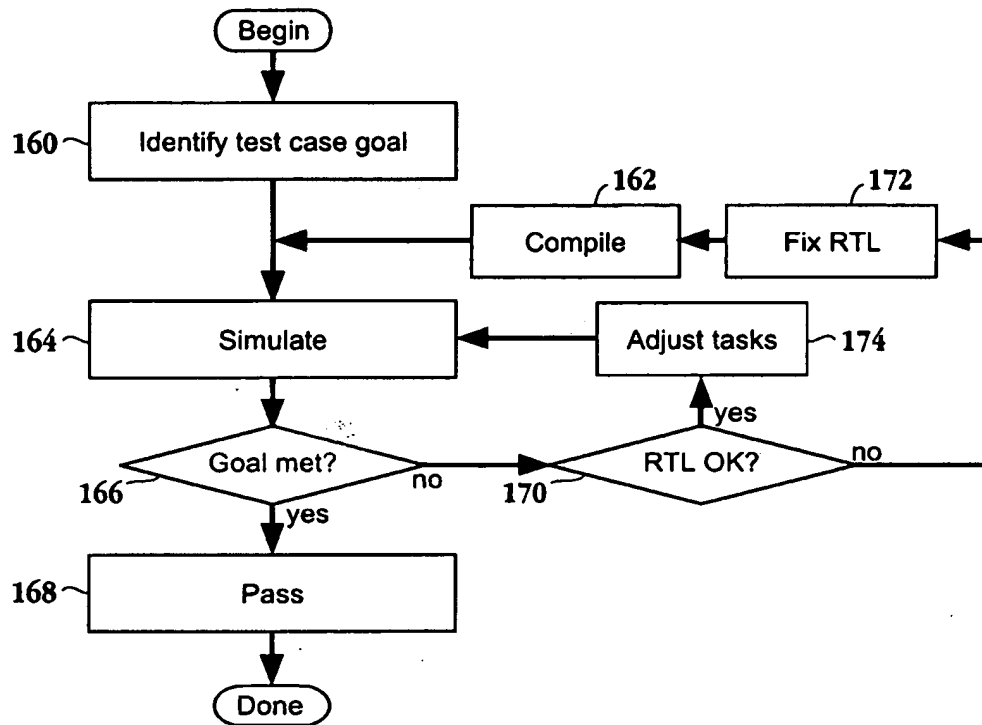 Begin
160
Identify test case goal
162
172
Compile
Fix RTL
164
Simulate
Adjust tasks
174
yes
Goal met?
no
RTL OK?
no
166
170
yes
168
Pass
Done